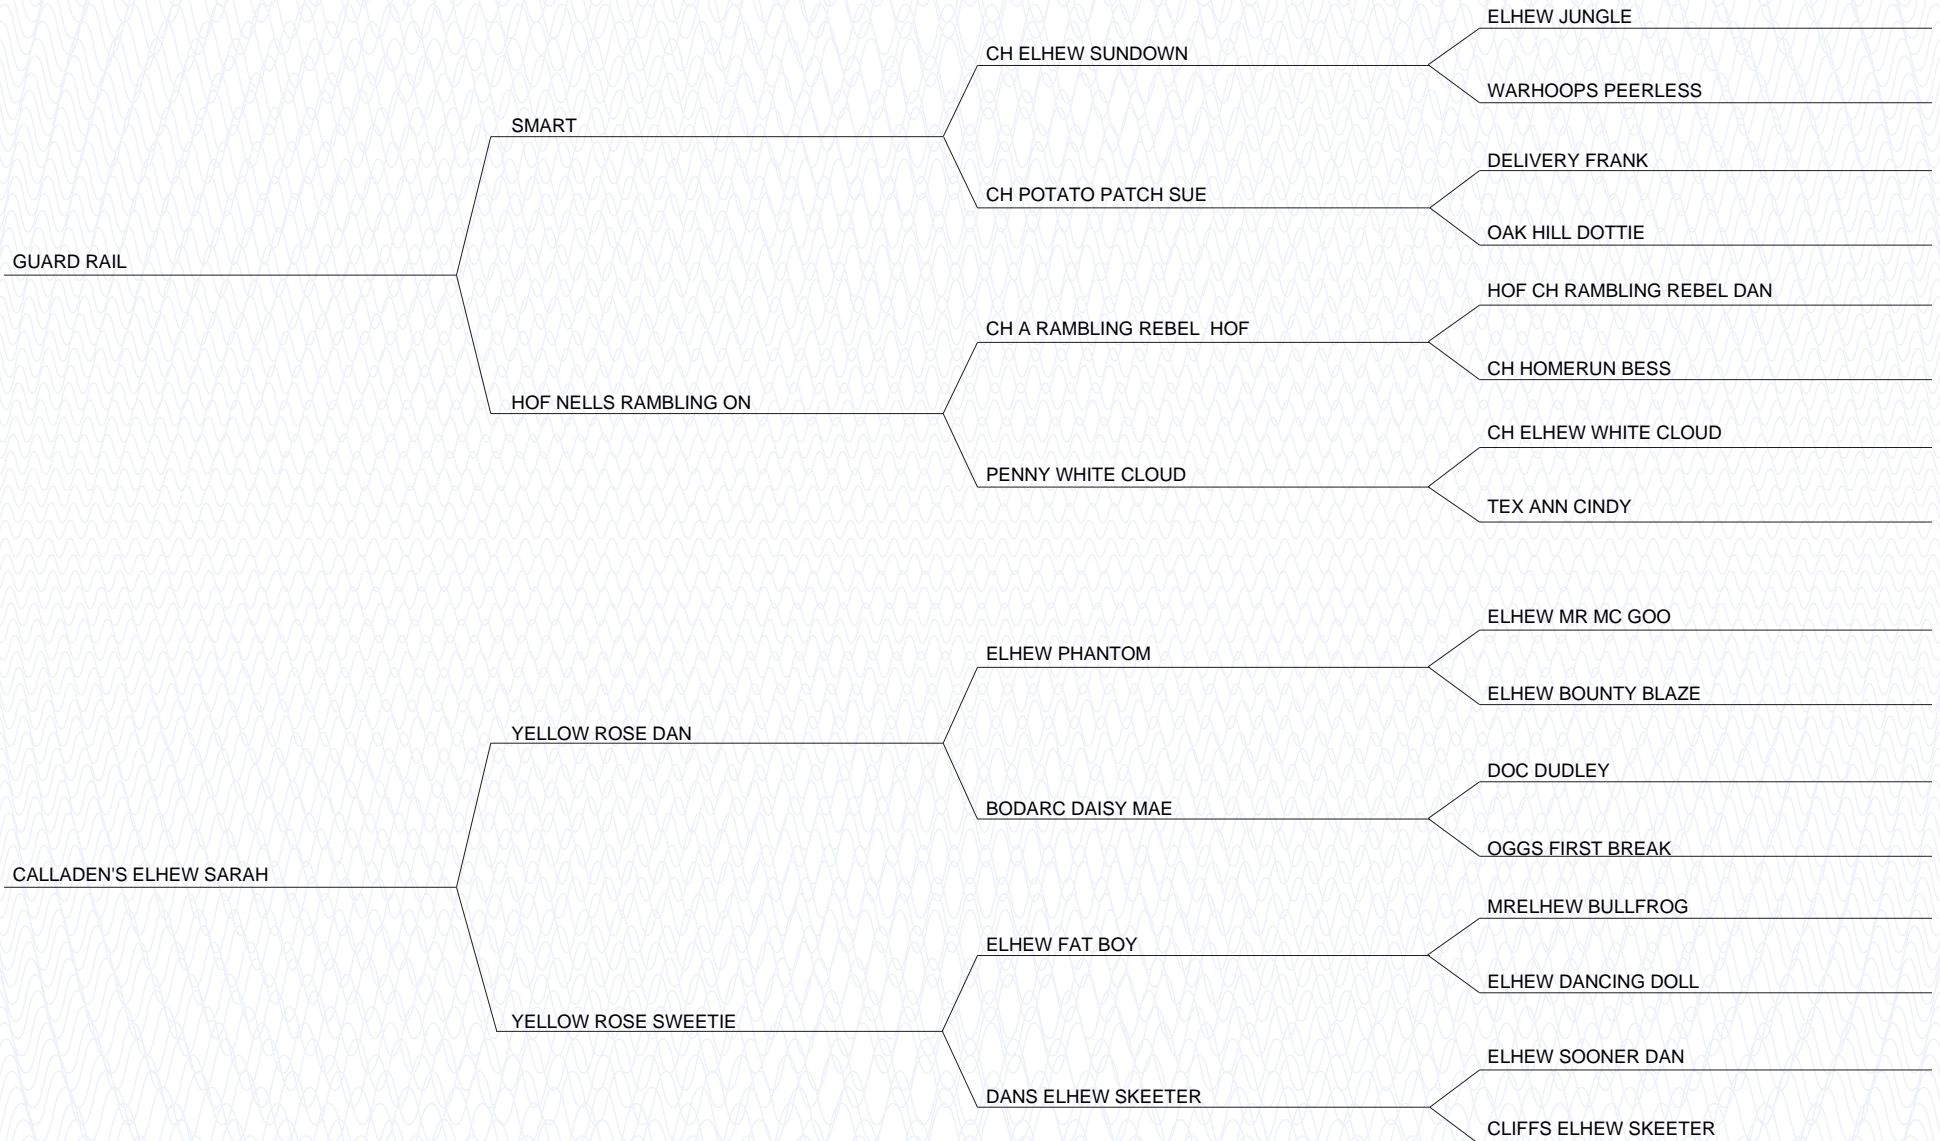 ELHEW JUNGLE
CH ELHEW SUNDOWN
WARHOOPS PEERLESS
SMART
DELIVERY FRANK
CH POTATO PATCH SUE
OAK HILL DOTTIE
GUARD RAIL
HOF CH RAMBLING REBEL DAN
CH A RAMBLING REBEL  HOF
CH HOMERUN BESS
HOF NELLS RAMBLING ON
CH ELHEW WHITE CLOUD
PENNY WHITE CLOUD
TEX ANN CINDY
ELHEW MR MC GOO
ELHEW PHANTOM
ELHEW BOUNTY BLAZE
YELLOW ROSE DAN
DOC DUDLEY
BODARC DAISY MAE
OGGS FIRST BREAK
CALLADEN'S ELHEW SARAH
MRELHEW BULLFROG
ELHEW FAT BOY
ELHEW DANCING DOLL
YELLOW ROSE SWEETIE
ELHEW SOONER DAN
DANS ELHEW SKEETER
CLIFFS ELHEW SKEETER